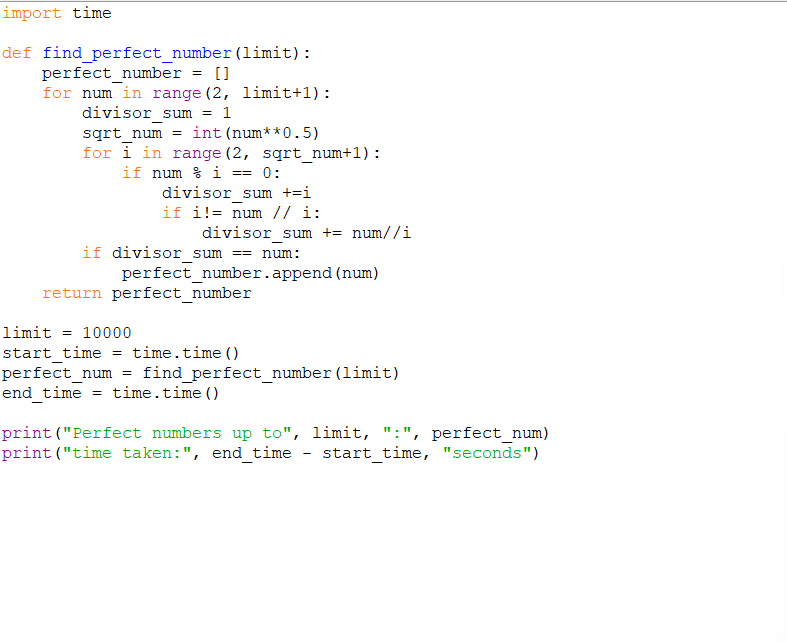 import time

def find_perfect_number(limit):
    perfect_number = []
    for num in range(2, limit+1):
        divisor_sum = 1
        sqrt_num = int(num**0.5)
        for i in range(2, sqrt_num+1):
            if num % i == 0:
                divisor_sum +=i
                if i!= num // i:
                    divisor_sum += num//i
        if divisor_sum == num:
            perfect_number.append(num)
    return perfect_number

limit = 10000
start_time = time.time()
perfect_num = find_perfect_number(limit)
end_time = time.time()

print("Perfect numbers up to", limit, ":", perfect_num)
print("time taken:", end_time - start_time, "seconds")